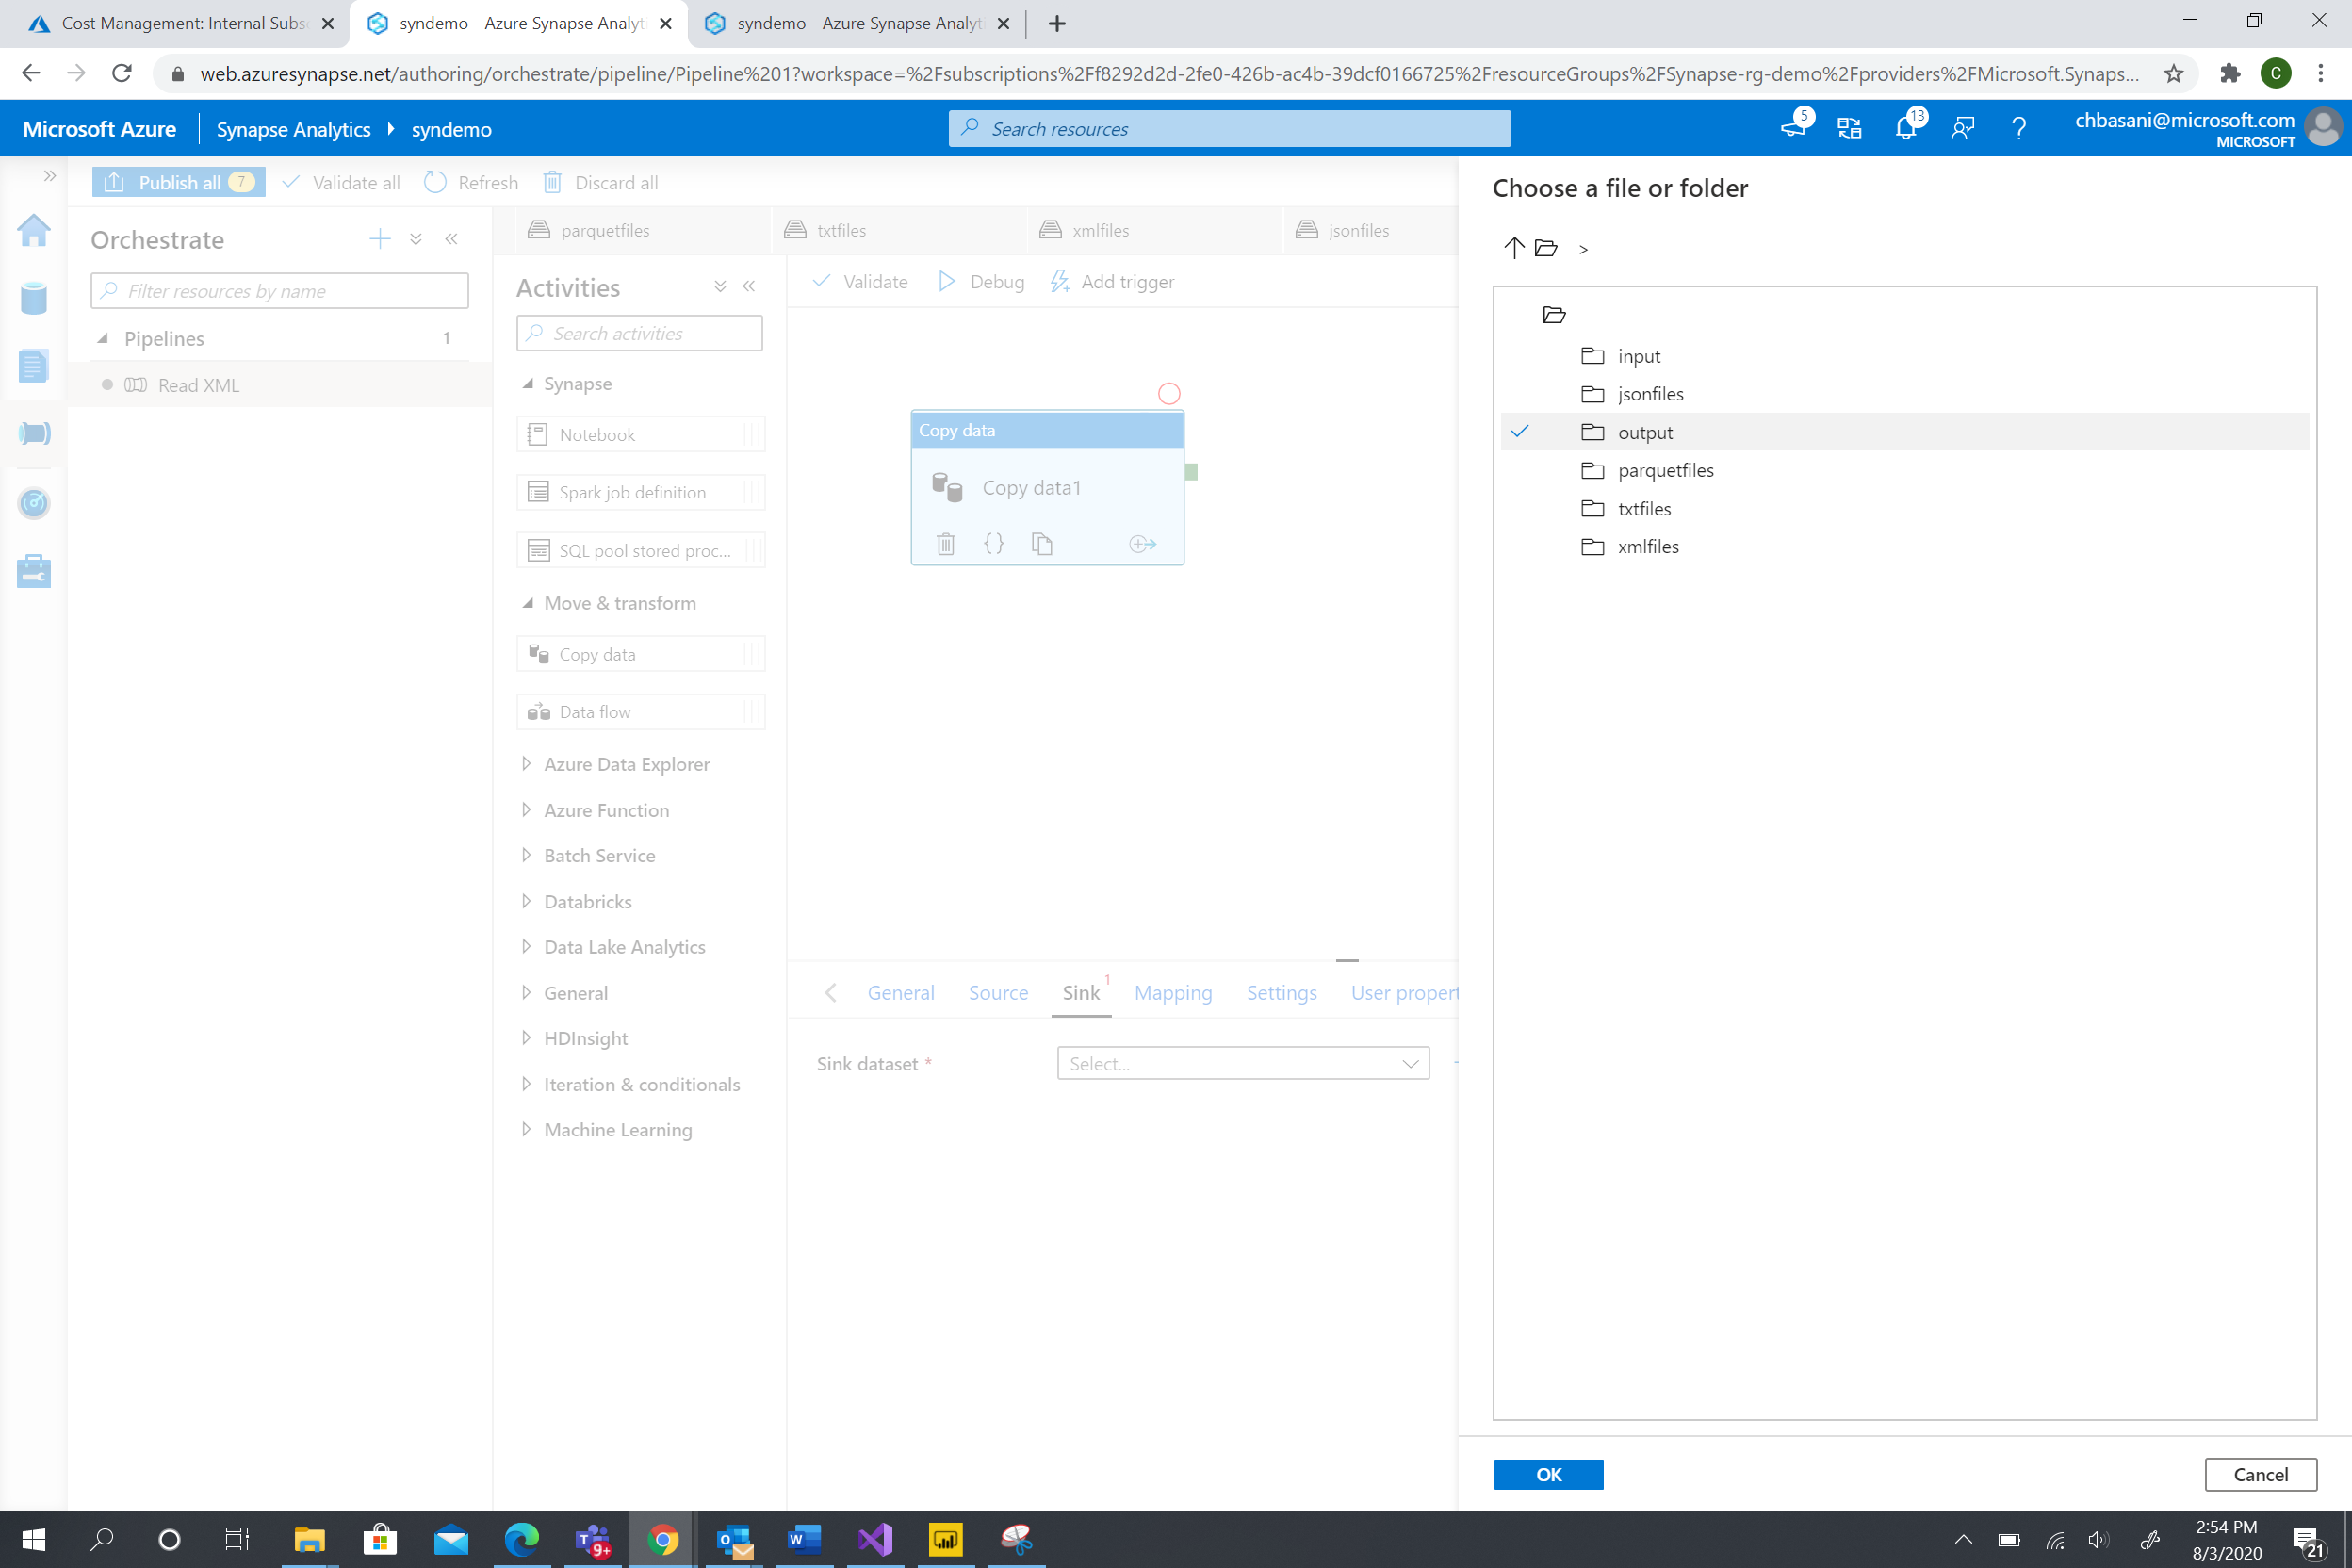 Cost Management: Internal Subs
syndemo - Azure Synapse Analyt
syndemo - Azure Synapse Analyt
web.azuresynapse.net/authoring/orchestrate/pipeline/Pipeline%201?workspace=%2Fsubscriptions%2Ff8292d2d-2fe0-426b-ac4b-39dcf0166725%2FresourceGroups%2FSynapse-rg-demo%2Fproviders%2FMicrosoft.Synaps...
C
Microsoft Azure
Synapse Analytics
syndemo
Search resources
5
13
?
chbasani@microsoft.com
MICROSOFT
Publish all 7
Validate all
Refresh
Discard all
Orchestrate
Filter resources by name
Pipelines 1
Read XML
parquetfiles
txtfiles
xmlfiles
jsonfiles
Activities
Search activities
Synapse
Notebook
Spark job definition
SQL pool stored proc...
Move & transform
Copy data
Data flow
Azure Data Explorer
Azure Function
Batch Service
Databricks
Data Lake Analytics
General
HDInsight
Iteration & conditionals
Machine Learning
Validate
Debug
Add trigger
Copy data
Copy data1
{}
General
Source
Sink 1
Mapping
Settings
User propert
Sink dataset *
Select...
Choose a file or folder
>
input
jsonfiles
output
parquetfiles
txtfiles
xmlfiles
OK
Cancel
T
9+
O
W
2:54 PM
8/3/2020
21